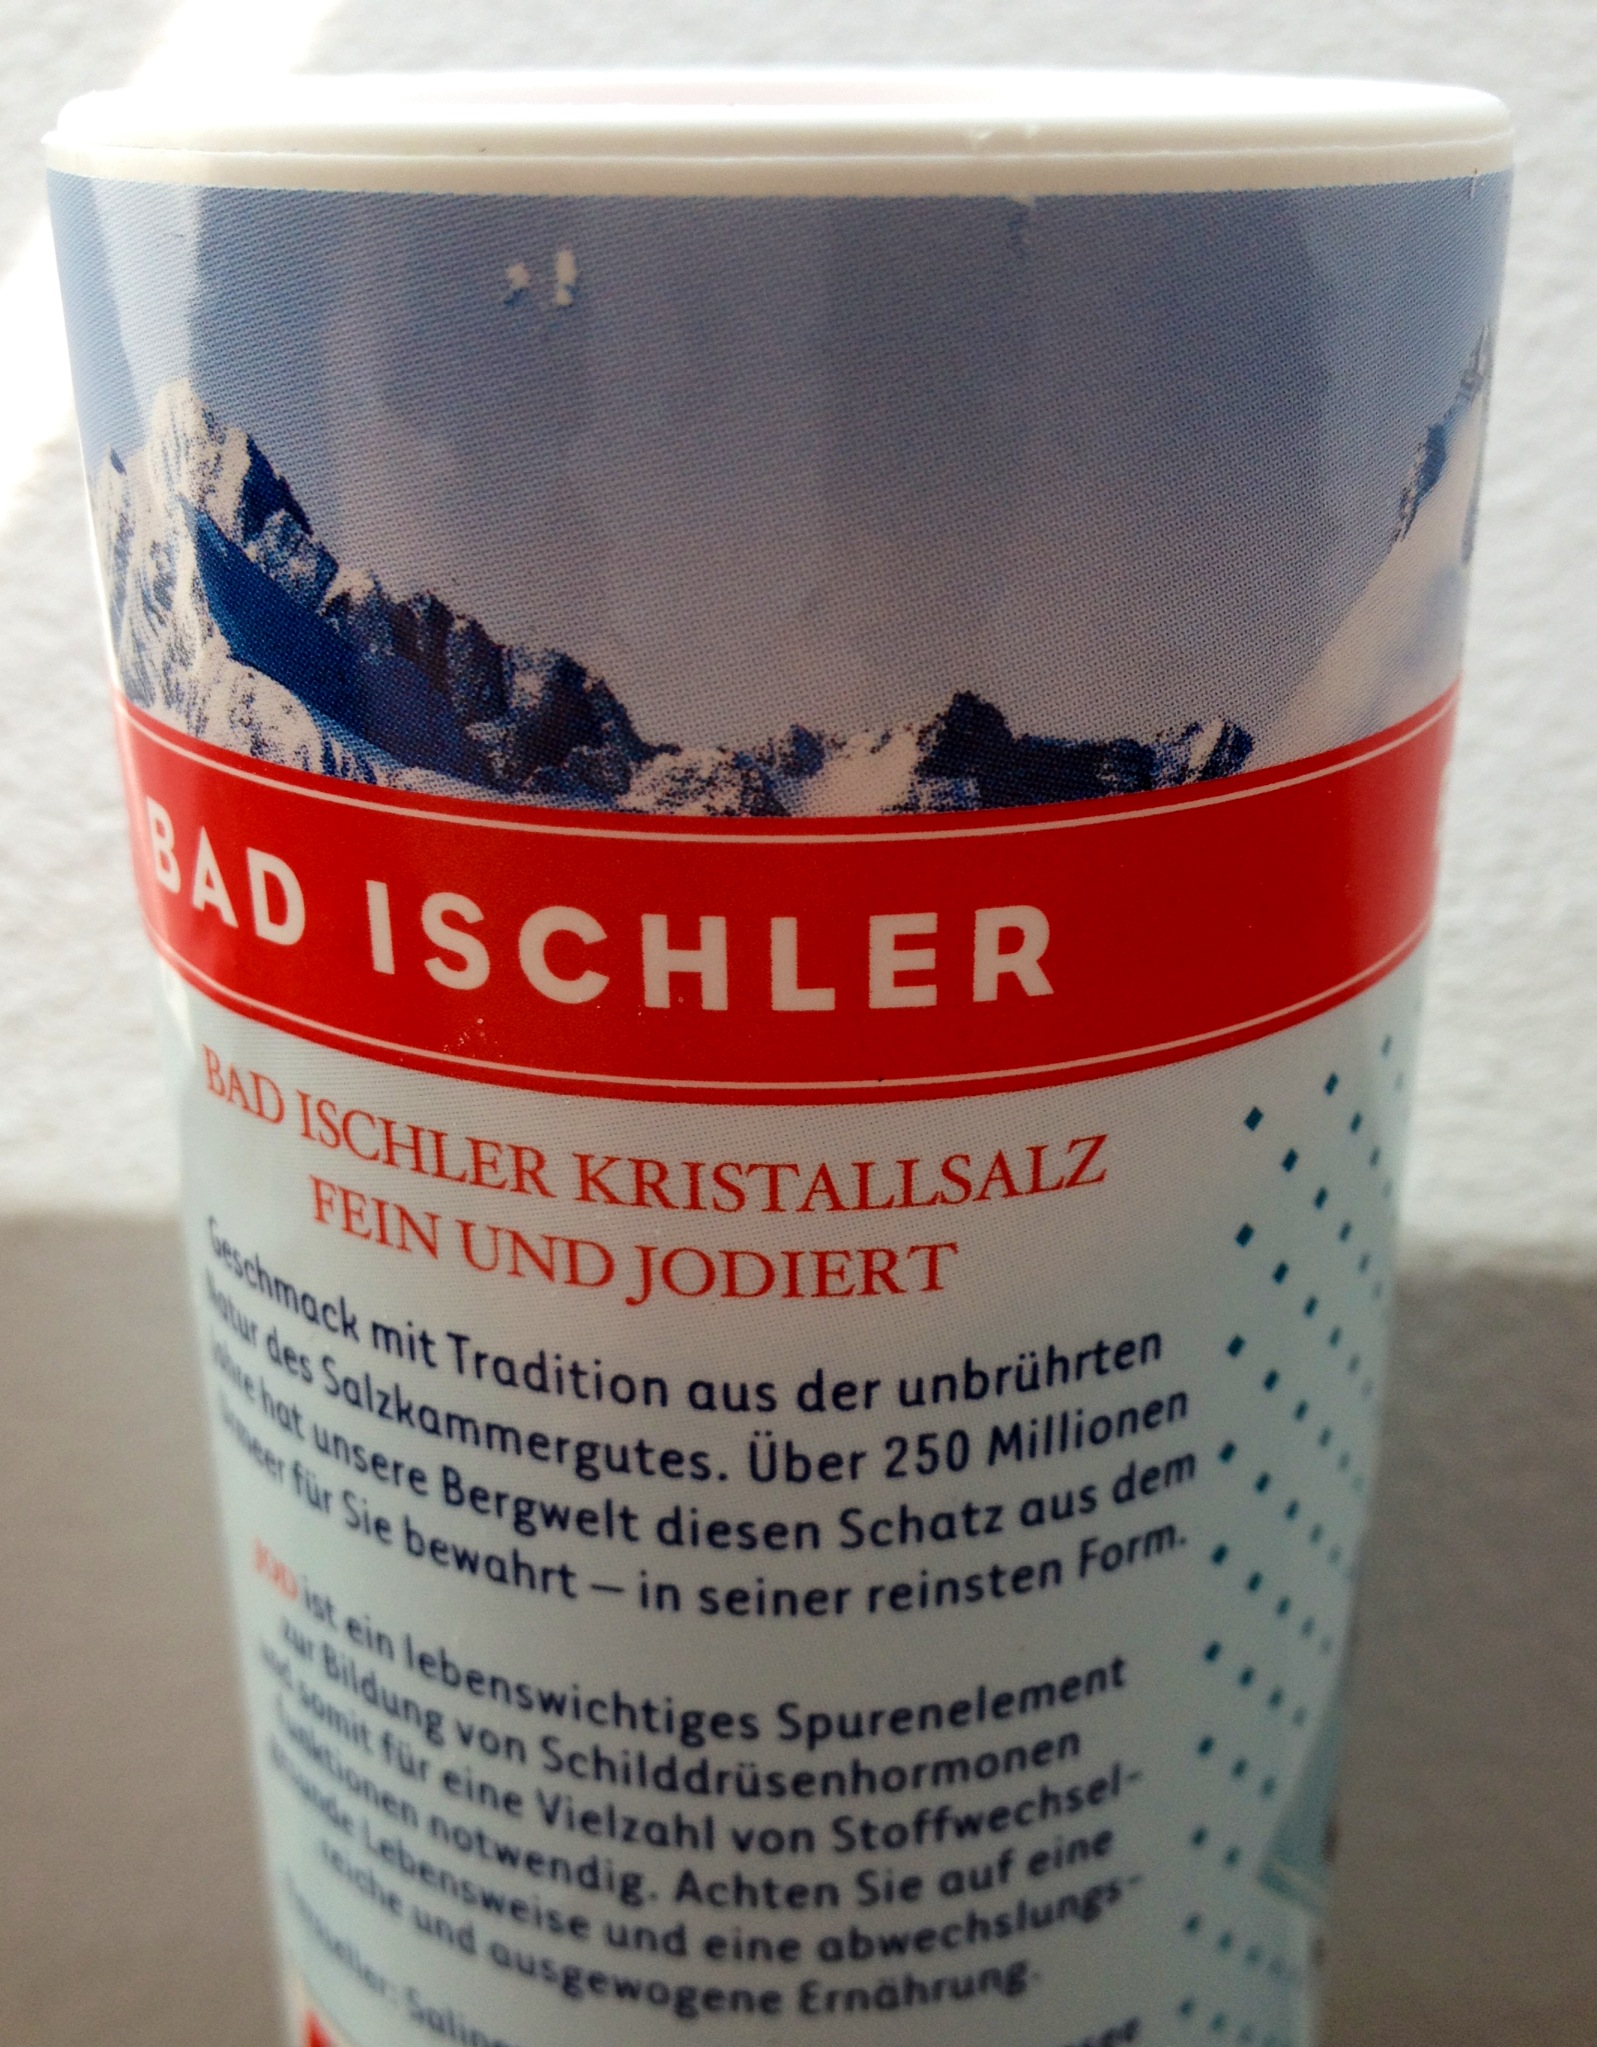 BAD ISCHLER
BAD ISCHLER KRISTALLSALZ
FEIN UND JODIERT
Geschmack mit Tradition aus der unbrührten
Natur des Salzkammergutes. Über 250 Millionen
Jahre hat unsere Bergwelt diesen Schatz aus dem
Urmeer für Sie bewahrt – in seiner reinsten Form.
JOD ist ein lebenswichtiges Spurenelement
zur Bildung von Schilddrüsenhormonen
und somit für eine Vielzahl von Stoffwechsel-
funktionen notwendig. Achten Sie auf eine
gesunde Lebensweise und eine abwechslungs-
reiche und ausgewogene Ernährung.